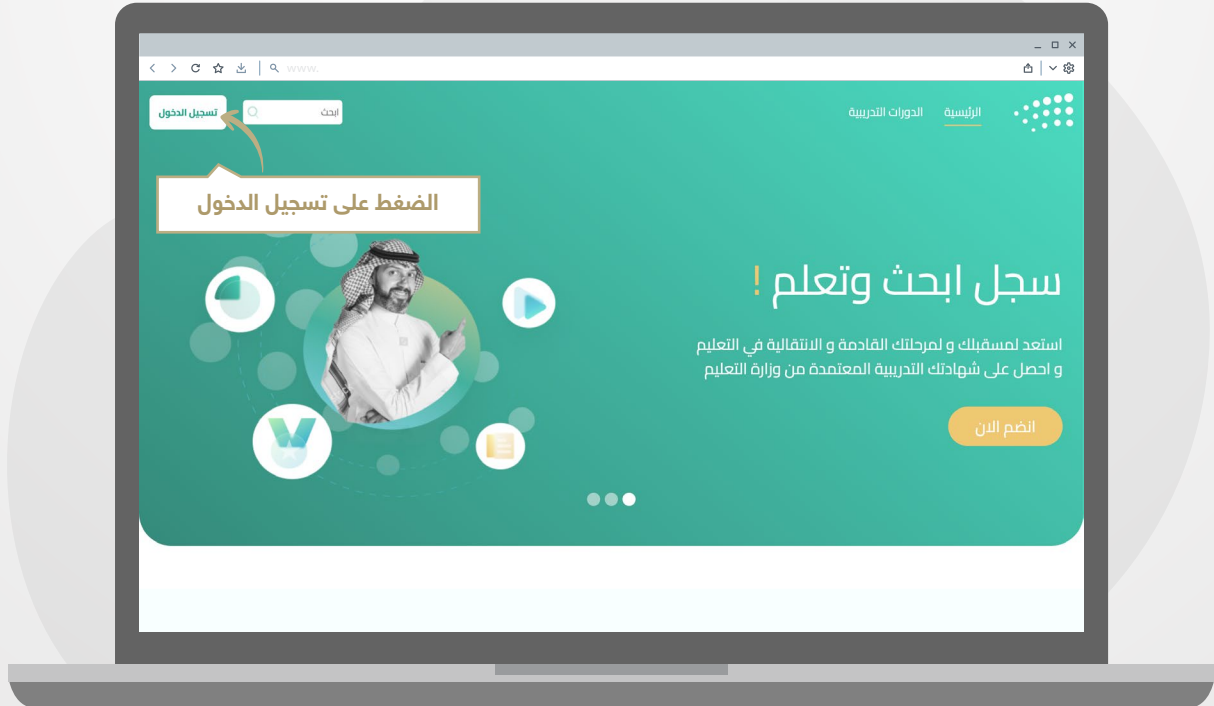 www.
الرئيسية
الدورات التدريبية
ابحث
تسجيل الدخول
الضغط على تسجيل الدخول
سجل ابحث وتعلم !
استعد لمسقبلك و لمرحلتك القادمة و الانتقالية في التعليم
و احصل على شهادتك التدريبية المعتمدة من وزارة التعليم
انضم الان